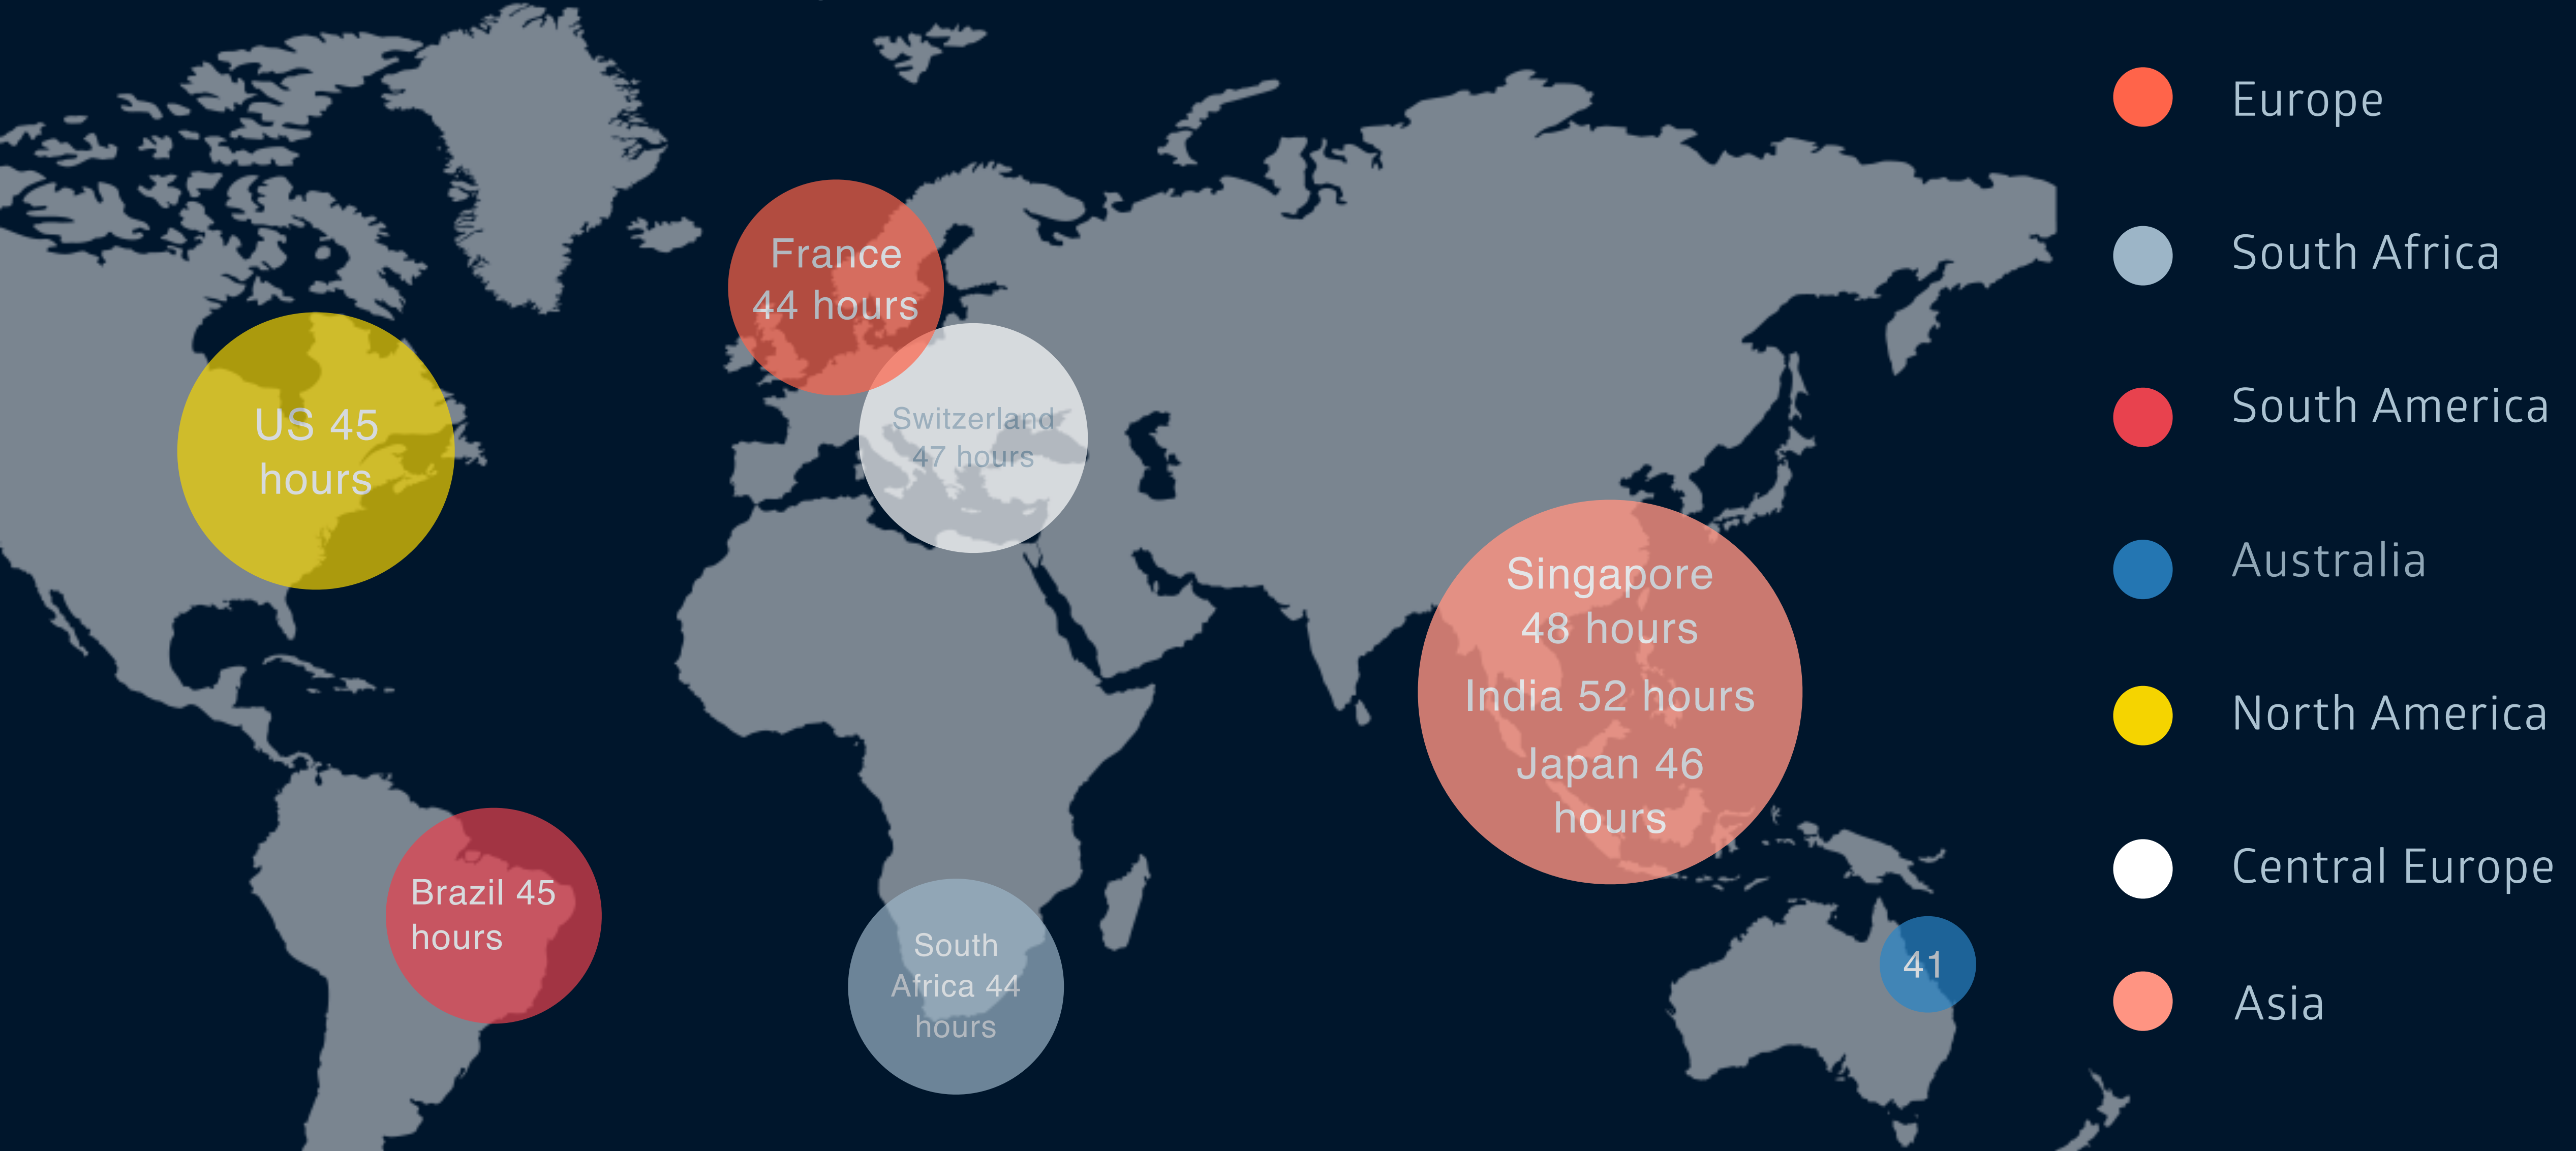 France
44 hours
US 45
hours
Switzerland
47 hours
Singapore
48 hours
India 52 hours
Japan 46
hours
Brazil 45
hours
South
Africa 44
hours
41
Europe
South Africa
South America
Australia
North America
Central Europe
Asia